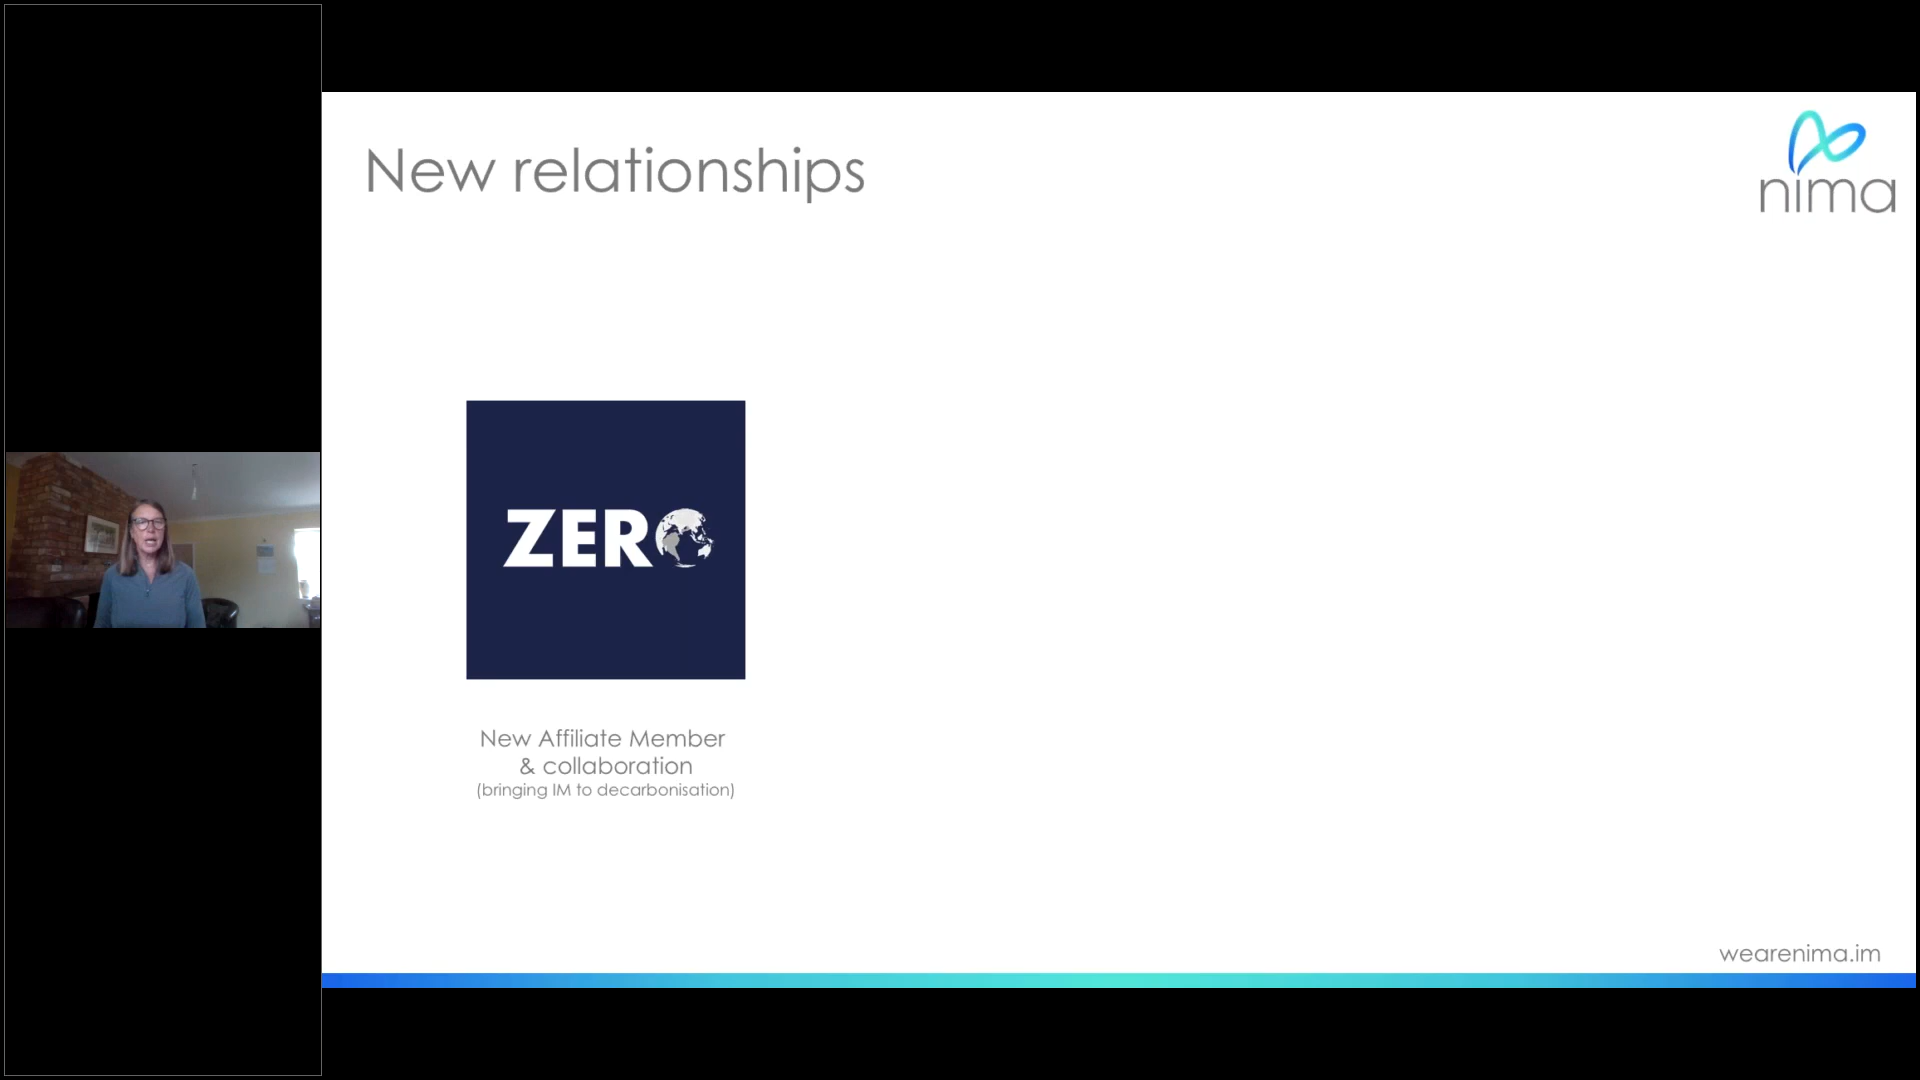 New relationships
nima
ZERO
New Affiliate Member
& collaboration
(bringing IM to decarbonisation)
wearenima.im